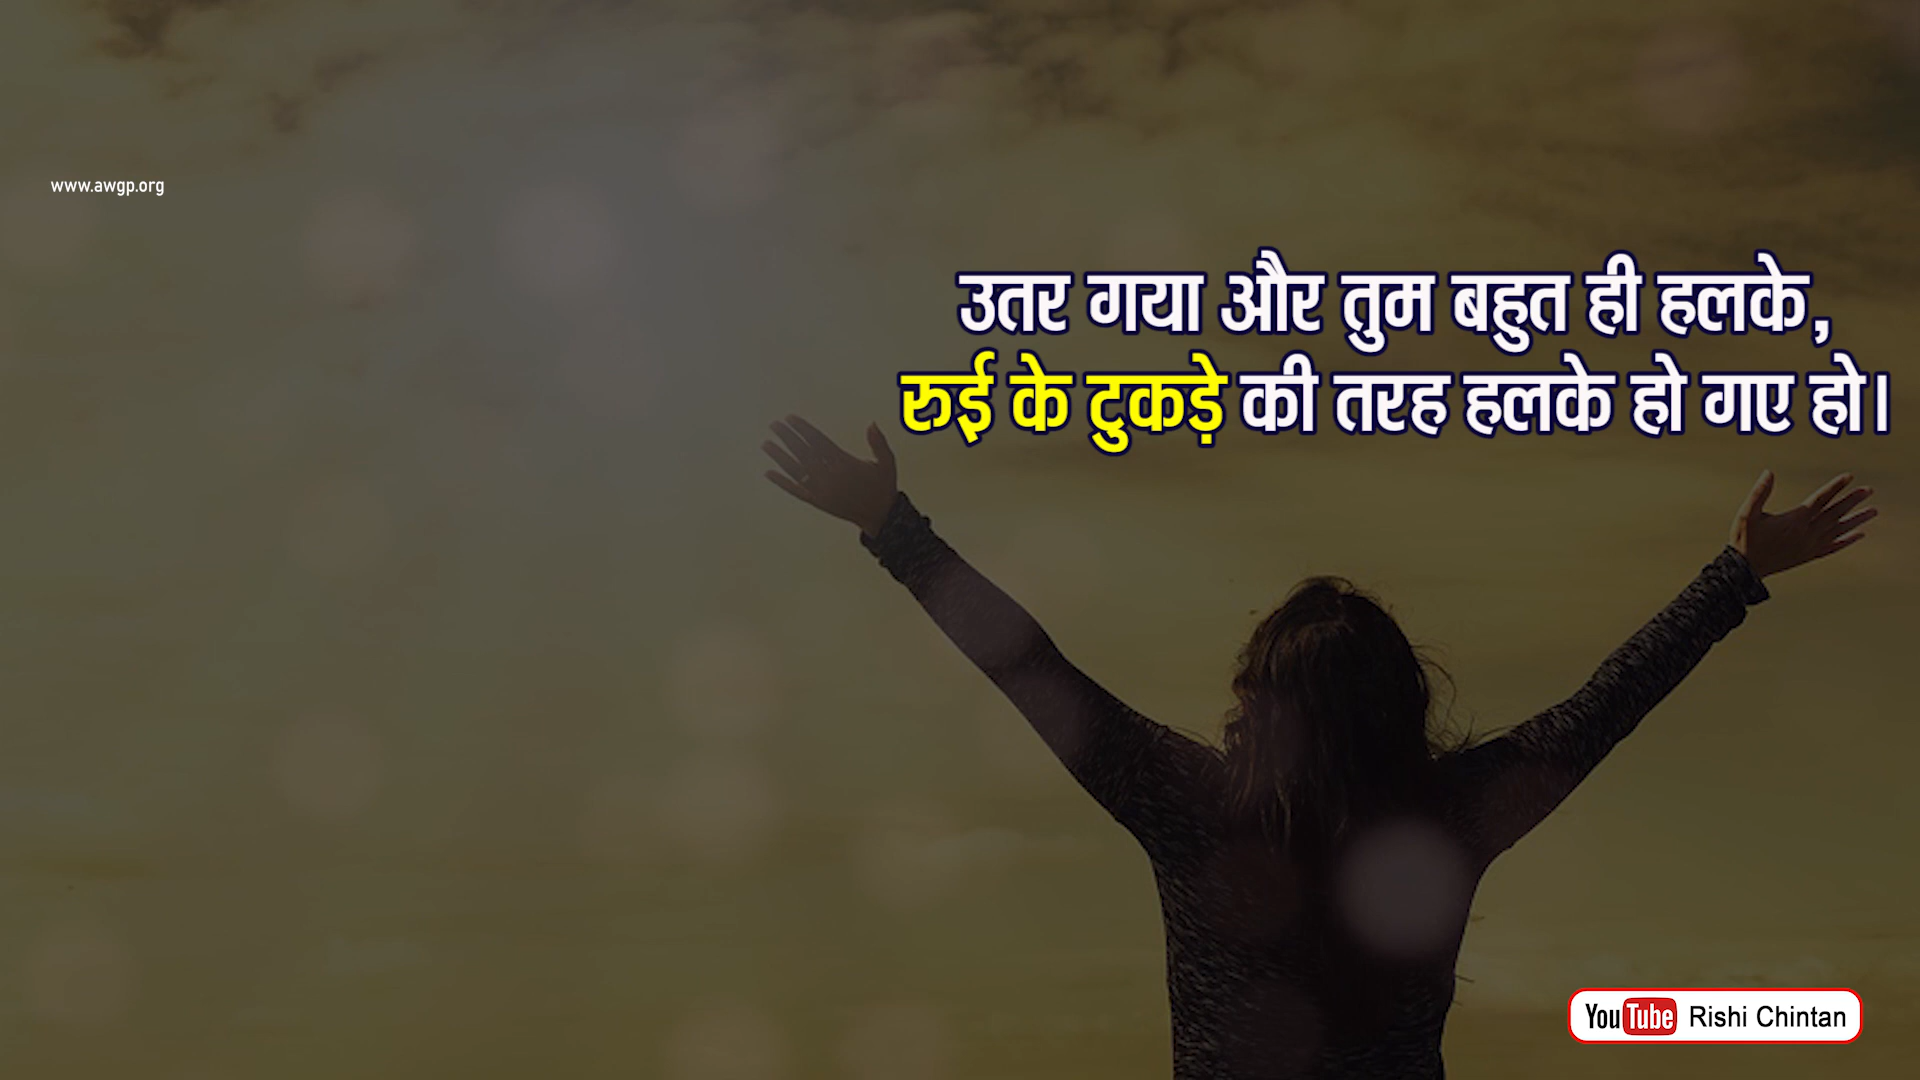 www.awgp.org
उतर गया और तुम बहुत ही हलके,
रुई के टुकड़े की तरह हलके हो गए हो।
YouTube Rishi Chintan